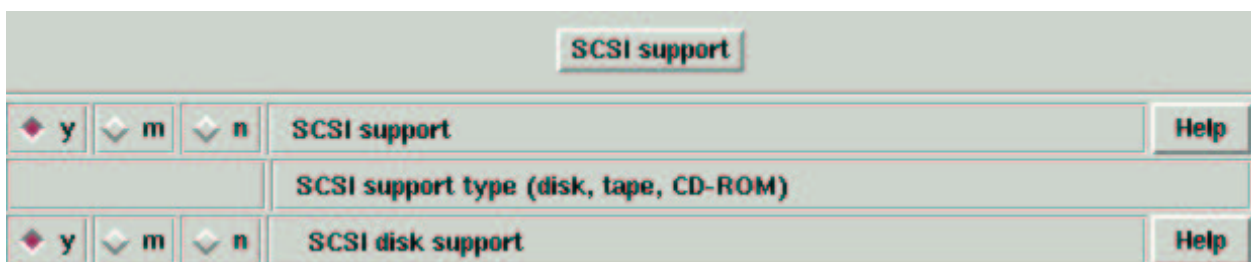 SCSI support
y m n SCSI support Help
SCSI support type (disk, tape, CD-ROM)
y m n SCSI disk support Help